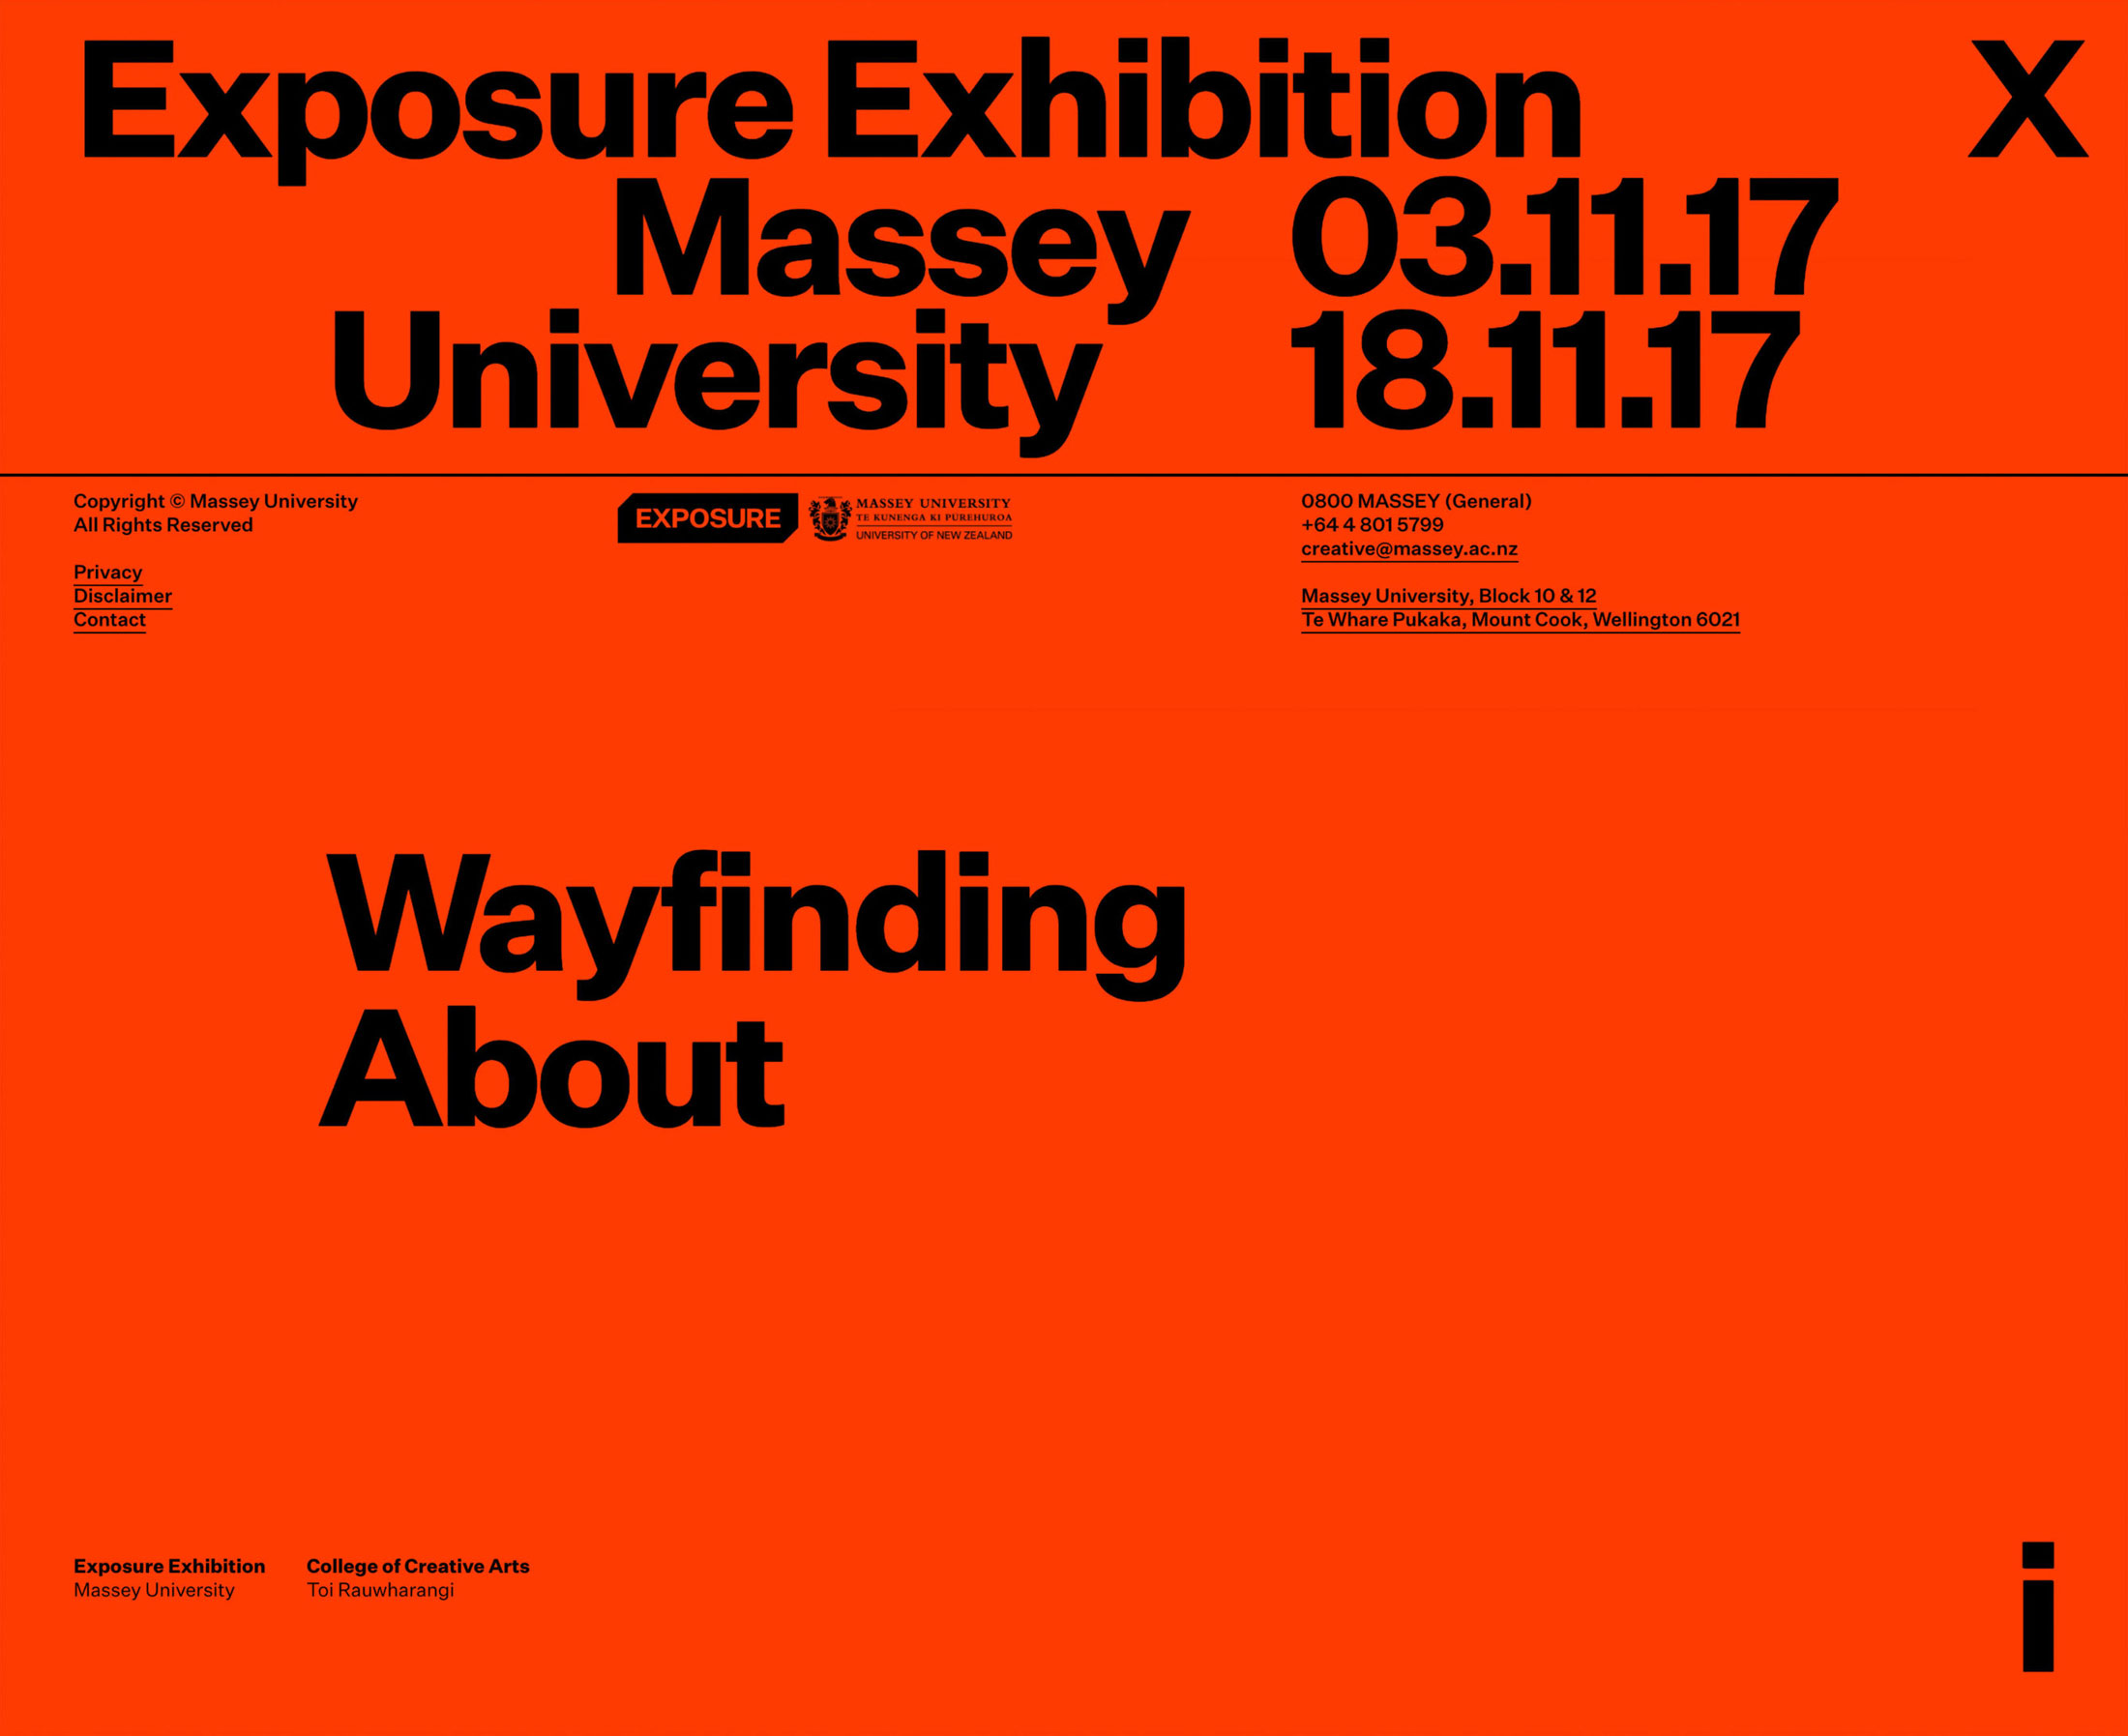 Exposure Exhibition
X
Massey 03.11.17
University 18.11.17
Copyright © Massey University
All Rights Reserved
Privacy
Disclaimer
Contact
EXPOSURE
MASSEY UNIVERSITY
TE KUNENGA KI PUREHUROA
UNIVERSITY OF NEW ZEALAND
0800 MASSEY (General)
+64 4 801 5799
creative@massey.ac.nz
Massey University, Block 10 & 12
Te Whare Pukaka, Mount Cook, Wellington 6021
Wayfinding
About
Exposure Exhibition
Massey University
College of Creative Arts
Toi Rauwharangi
i